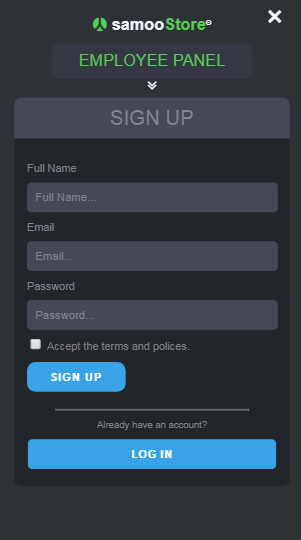 samooStore®
EMPLOYEE PANEL
SIGN UP
Full Name
Full Name...
Email
Email...
Password
Password...
Accept the terms and polices.
SIGN UP
Already have an account?
LOG IN